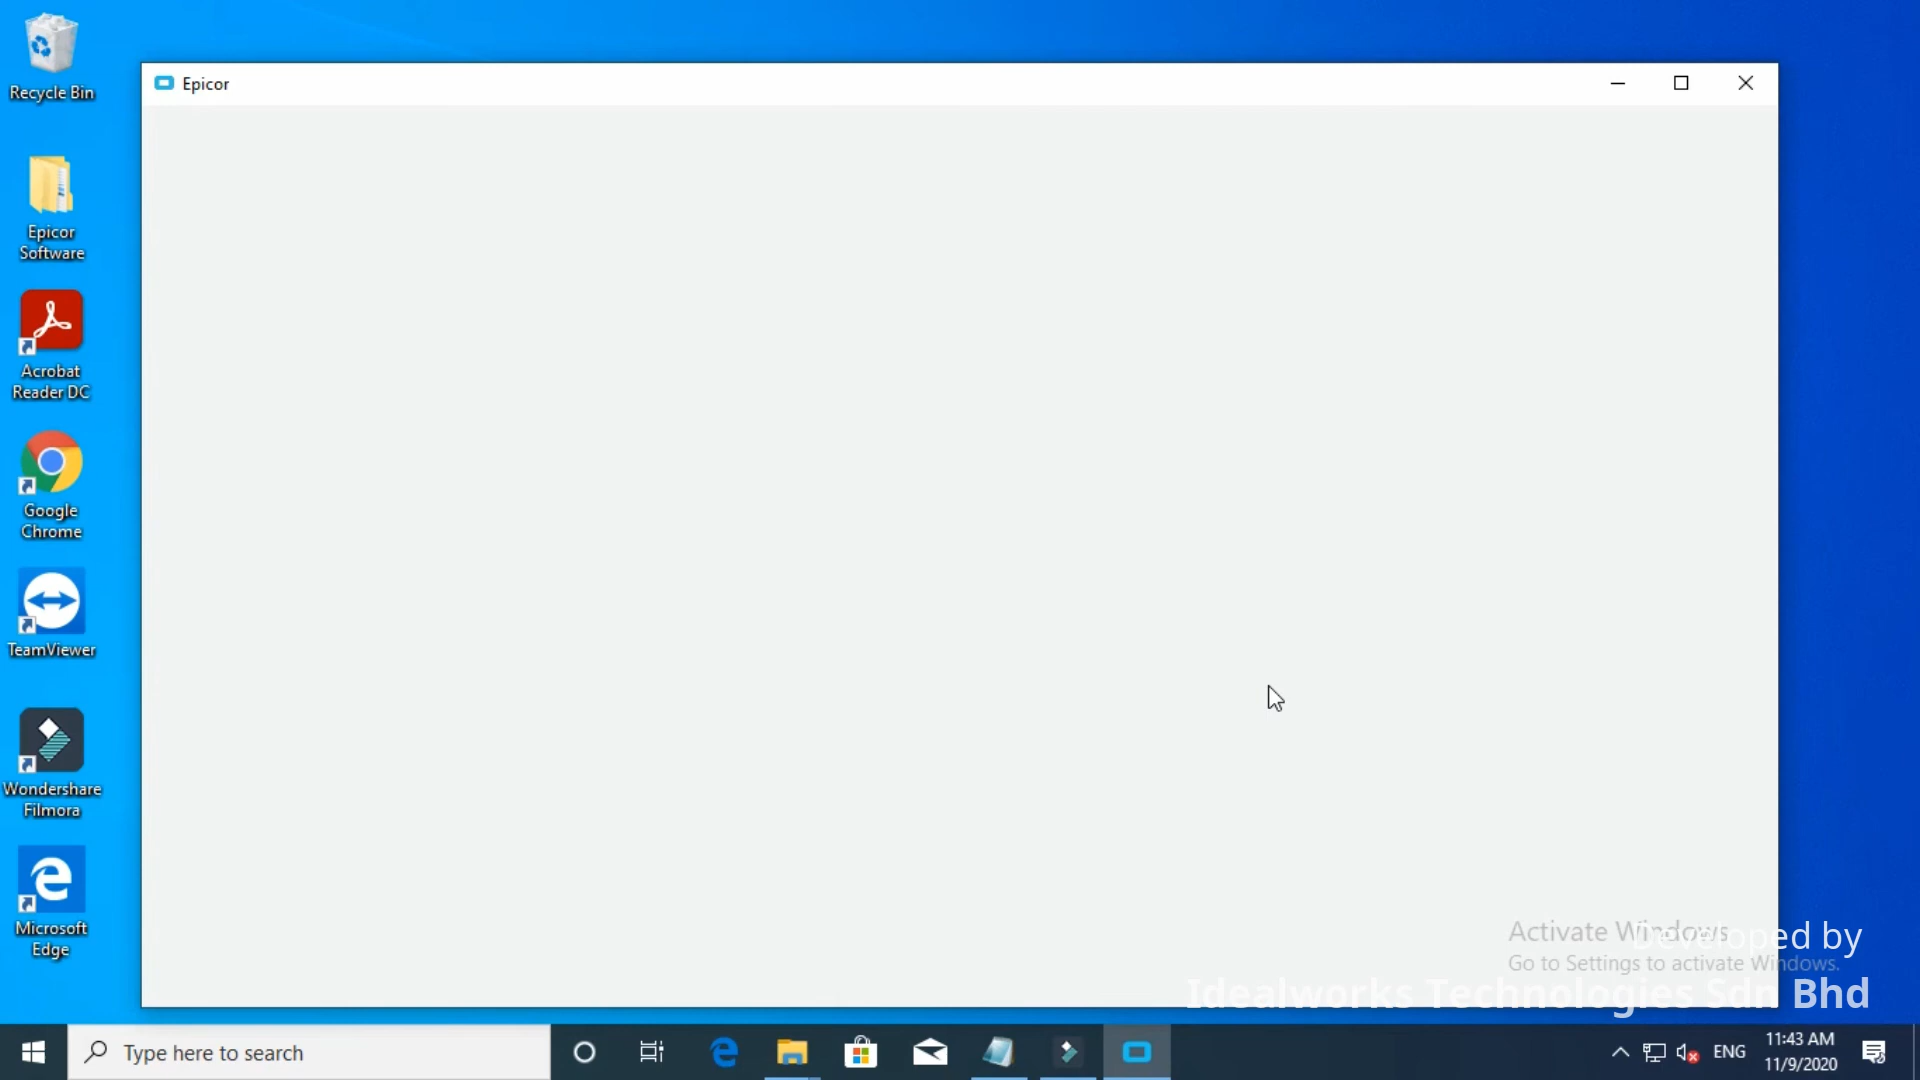 Recycle Bin
Epicor
Software
Acrobat
Reader DC
Google
Chrome
TeamViewer
Wondershare
Filmora
Microsoft
Edge
Epicor
Activate Windows
Go to Settings to activate Windows.
Developed by
Idealworks Technologies Sdn Bhd
Type here to search
ENG
11:43 AM
11/9/2020